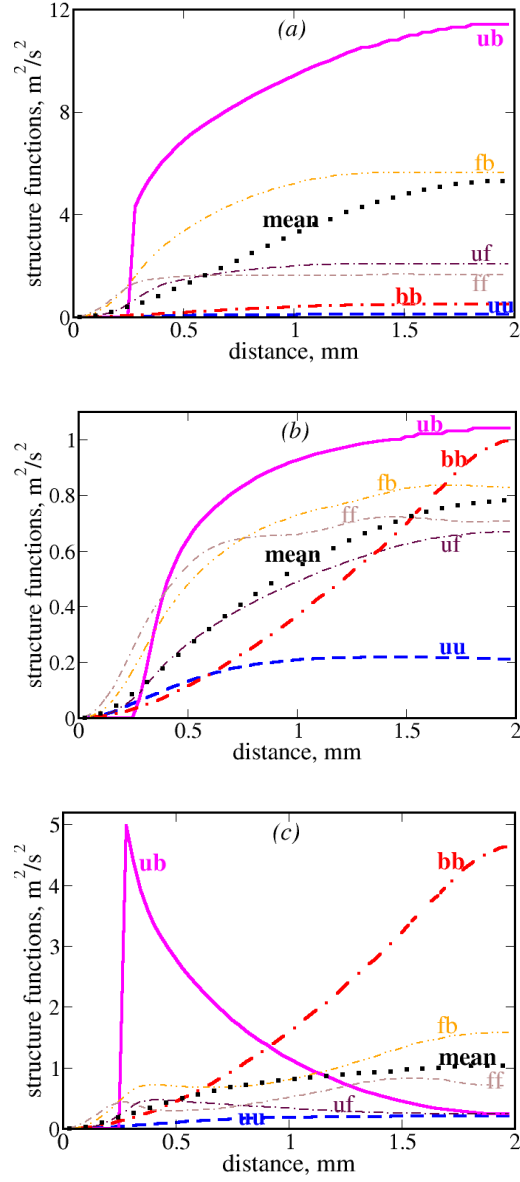 (a)
ub
fb
mean
uf
ff
bb
uu
structure functions, m²/s²
12
8
4
0
0 0.5 1 1.5 2
distance, mm
(b)
ub
bb
fb
ff
mean
uf
uu
structure functions, m²/s²
1
0.8
0.6
0.4
0.2
0
0 0.5 1 1.5 2
distance, mm
(c)
ub
bb
fb
mean
ff
uf
uu
structure functions, m²/s²
5
4
3
2
1
0
0 0.5 1 1.5 2
distance, mm